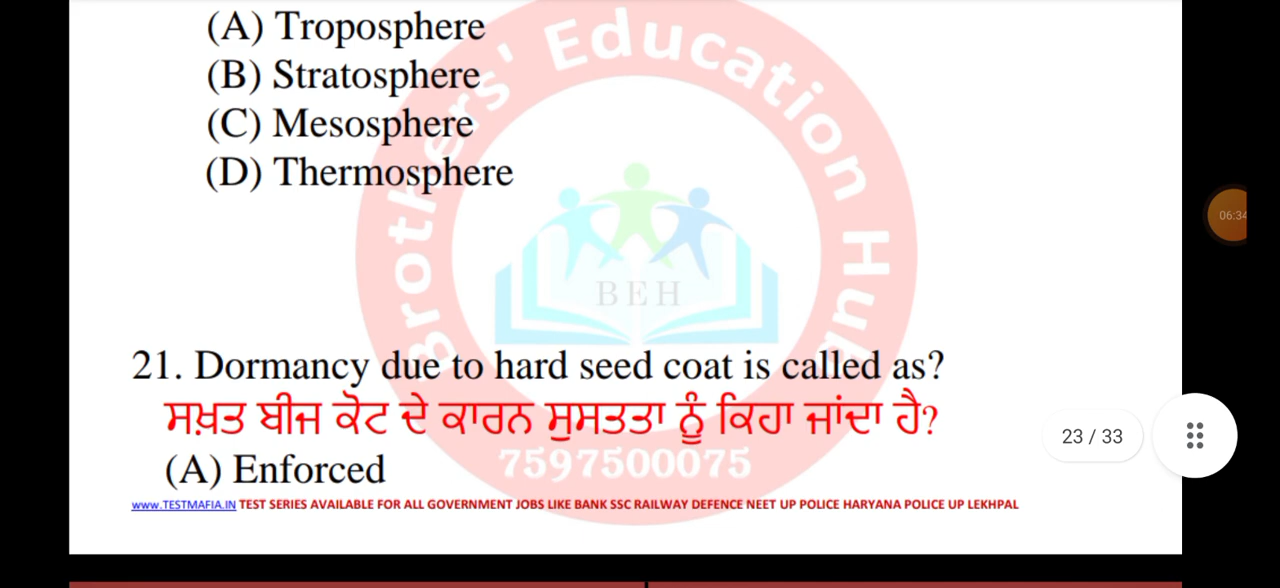 (A) Troposphere
(B) Stratosphere
(C) Mesosphere
(D) Thermosphere
Brothers' Education Hub
BEH
06:34
21. Dormancy due to hard seed coat is called as?
ਸਖ਼ਤ ਬੀਜ ਕੋਟ ਦੇ ਕਾਰਨ ਸੁਸਤਤਾ ਨੂੰ ਕਿਹਾ ਜਾਂਦਾ ਹੈ?
23 / 33
(A) Enforced
7597500075
www.TESTMAFIA.IN TEST SERIES AVAILABLE FOR ALL GOVERNMENT JOBS LIKE BANK SSC RAILWAY DEFENCE NEET UP POLICE HARYANA POLICE UP LEKHPAL